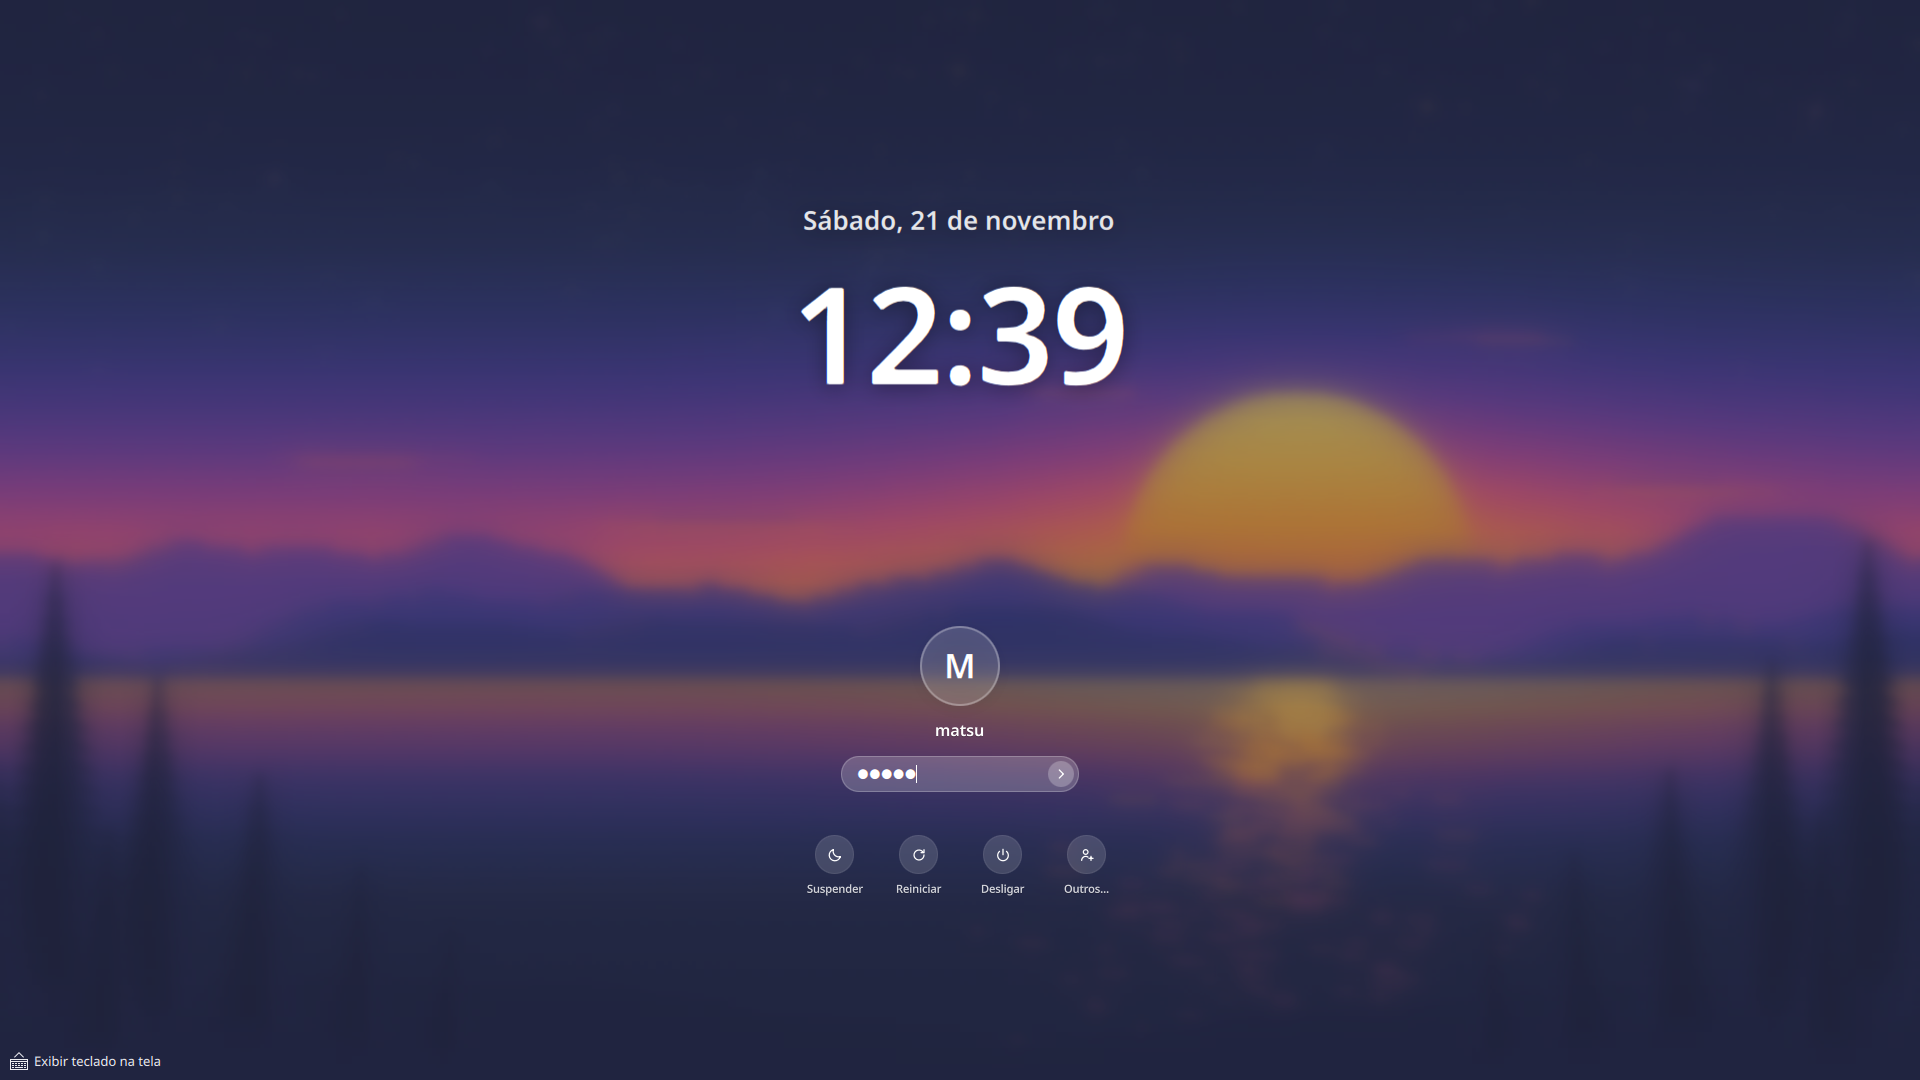 Sábado, 21 de novembro
12:39
M
matsu
Suspender
Reiniciar
Desligar
Outros...
Exibir teclado na tela